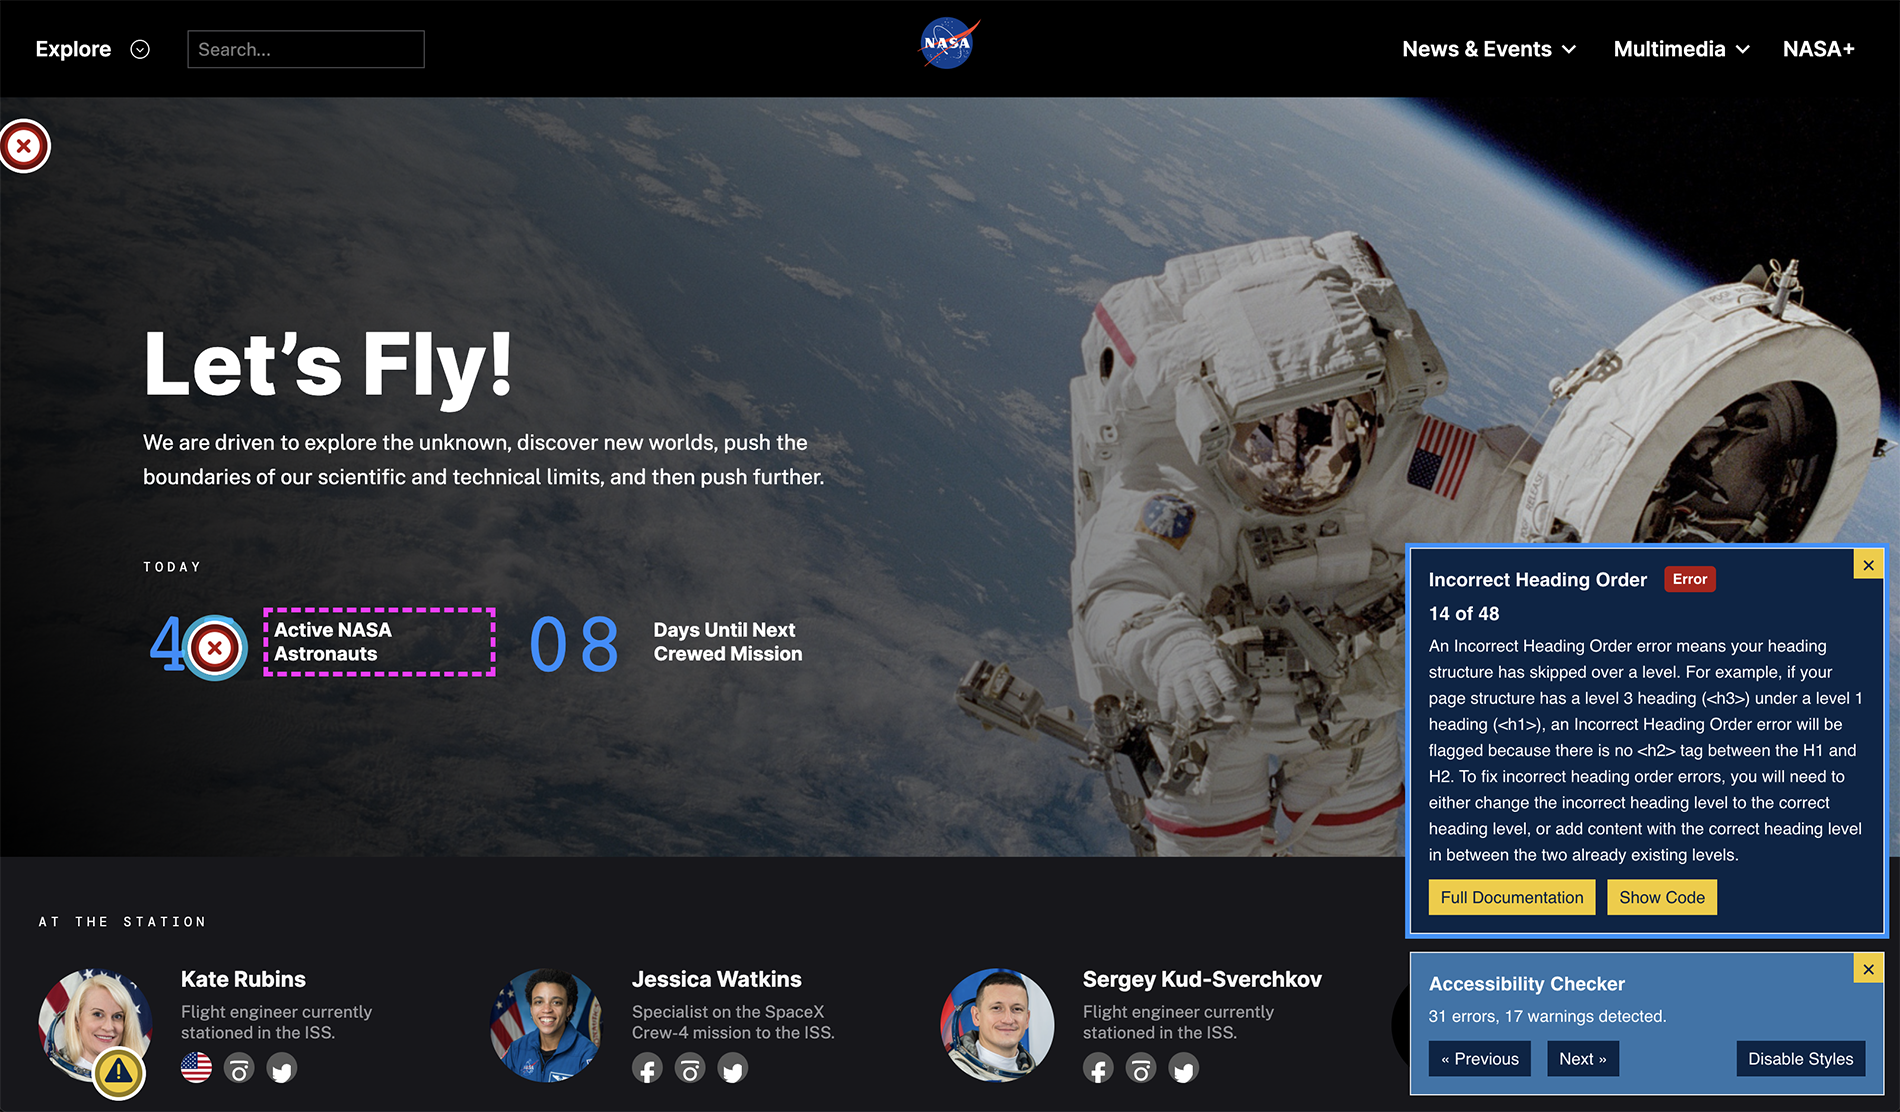 Explore
Search...
NASA
News & Events
Multimedia
NASA+
Let's Fly!
We are driven to explore the unknown, discover new worlds, push the
boundaries of our scientific and technical limits, and then push further.
TODAY
4
Active NASA
Astronauts
08
Days Until Next
Crewed Mission
RELEASE
Incorrect Heading Order
Error
14 of 48
An Incorrect Heading Order error means your heading
structure has skipped over a level. For example, if your
page structure has a level 3 heading (<h3>) under a level 1
heading (<h1>), an Incorrect Heading Order error will be
flagged because there is no <h2> tag between the H1 and
H2. To fix incorrect heading order errors, you will need to
either change the incorrect heading level to the correct
heading level, or add content with the correct heading level
in between the two already existing levels.
Full Documentation
Show Code
AT THE STATION
Kate Rubins
Flight engineer currently
stationed in the ISS.
Jessica Watkins
Specialist on the SpaceX
Crew-4 mission to the ISS.
Sergey Kud-Sverchkov
Flight engineer currently
stationed in the ISS.
Accessibility Checker
31 errors, 17 warnings detected.
« Previous
Next »
Disable Styles